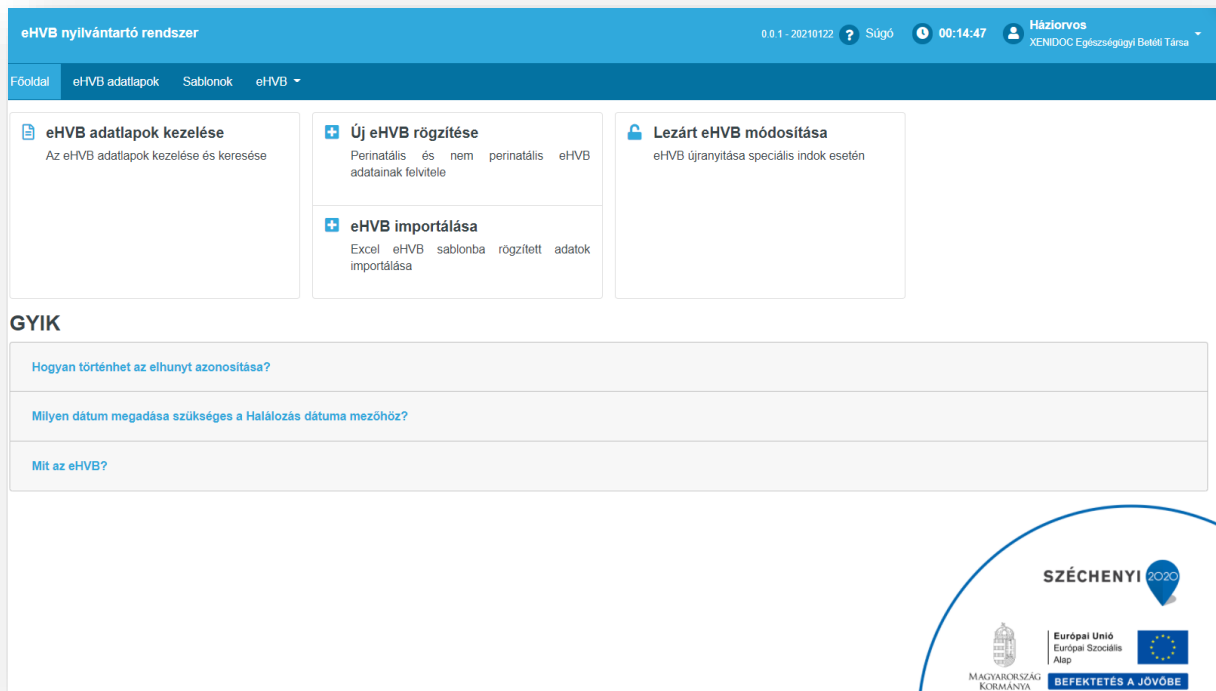 eHVB nyilvántartó rendszer
0.0.1 - 20210122 ? Súgó 00:14:47 Háziorvos
XENIDOC Egészségügyi Betéti Társa
Főoldal eHVB adatlapok Sablonok eHVB
eHVB adatlapok kezelése
Az eHVB adatlapok kezelése és keresése
Új eHVB rögzítése
Perinatális és nem perinatális eHVB
adatainak felvitele
eHVB importálása
Excel eHVB sablonba rögzített adatok
importálása
Lezárt eHVB módosítása
eHVB újranyitása speciális indok esetén
GYIK
Hogyan történhet az elhunyt azonosítása?
Milyen dátum megadása szükséges a Halálozás dátuma mezőhöz?
Mit az eHVB?
SZÉCHENYI 2020
Európai Unió
Európai Szociális
Alap
MAGYARORSZÁG
KORMÁNYA
BEFEKTETÉS A JÖVŐBE